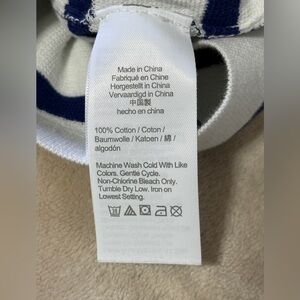 Made in China
Fabriqué en Chine
Hergestellt in China
Vervaardigd in China
中国製
hecho en china
100% Cotton / Coton /
Baumwolle / Katoen / 綿 /
algodón
Machine Wash Cold With Like
Colors. Gentle Cycle.
Non-Chlorine Bleach Only.
Tumble Dry Low. Iron on
Lowest Setting.